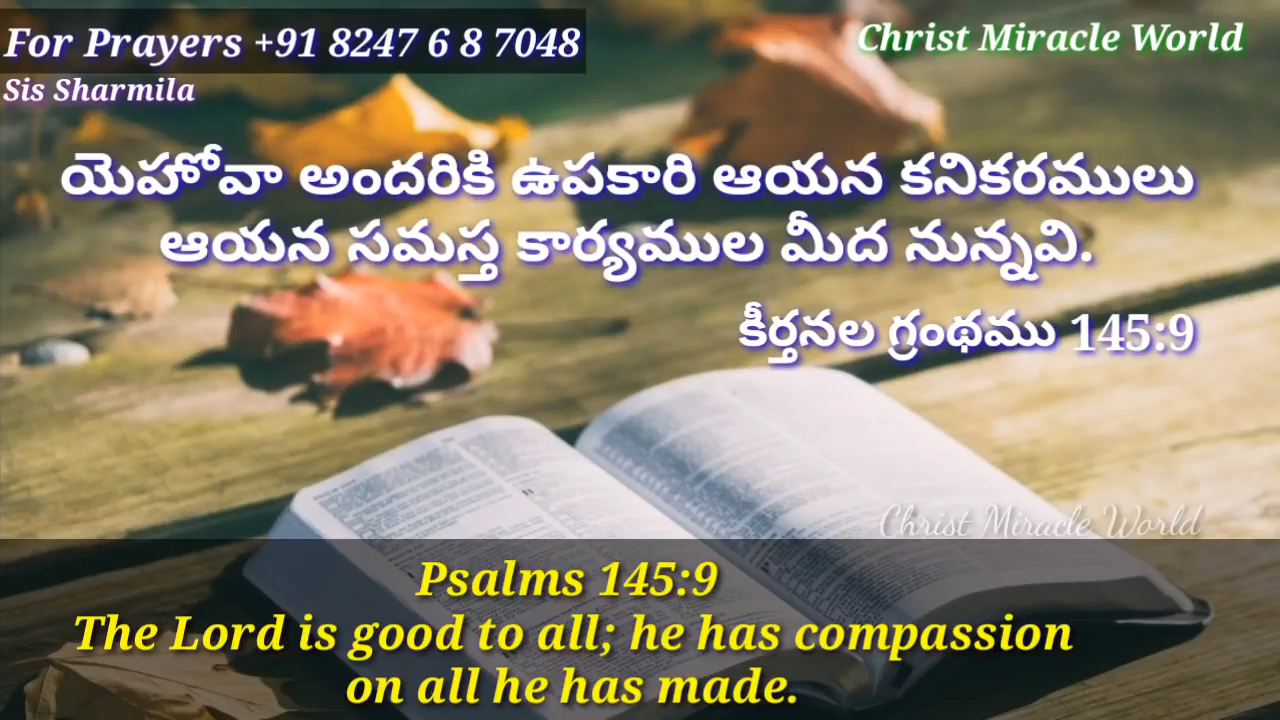 For Prayers +91 8247 6 8 7048
Christ Miracle World
Sis Sharmila
యెహోవా అందరికి ఉపకారి ఆయన కనికరములు
ఆయన సమస్త కార్యముల మీద నున్నవి.
కీర్తనల గ్రంథము 145:9
Christ Miracle World
Psalms 145:9
The Lord is good to all; he has compassion
on all he has made.